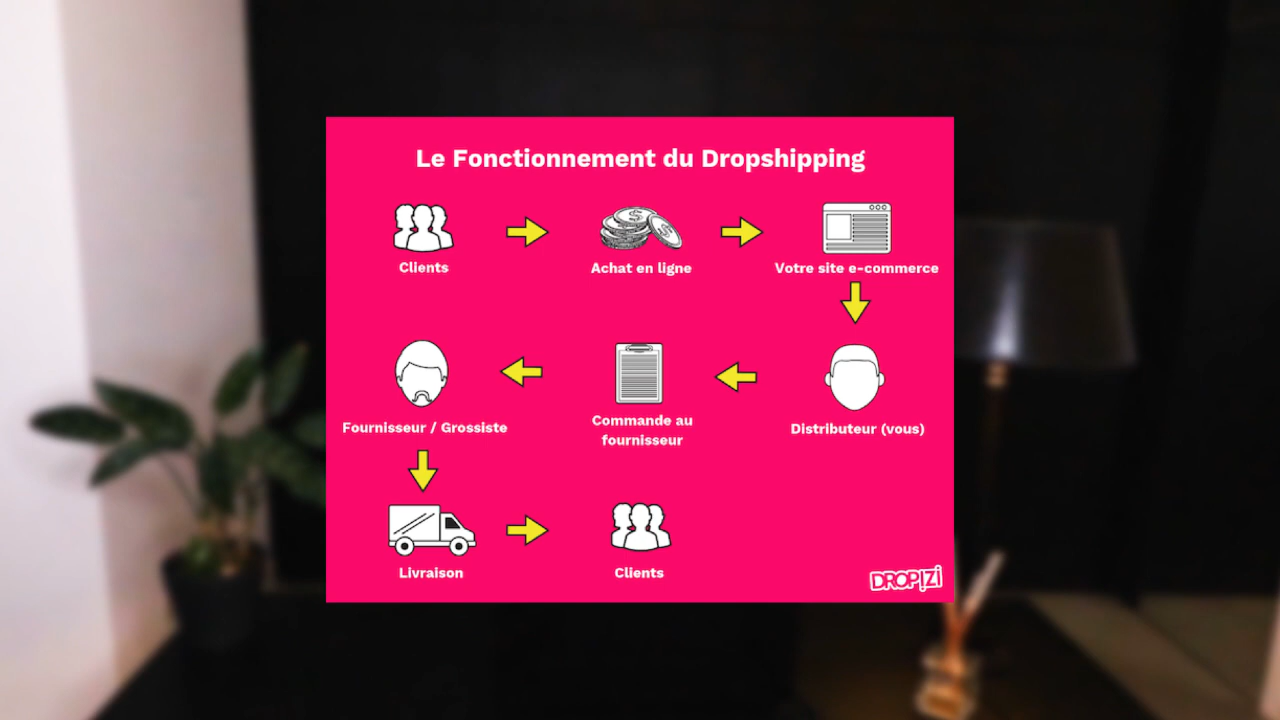 Le Fonctionnement du Dropshipping
Clients
Achat en ligne
Votre site e-commerce
Fournisseur / Grossiste
Commande au
fournisseur
Distributeur (vous)
Livraison
Clients
DROPIZI